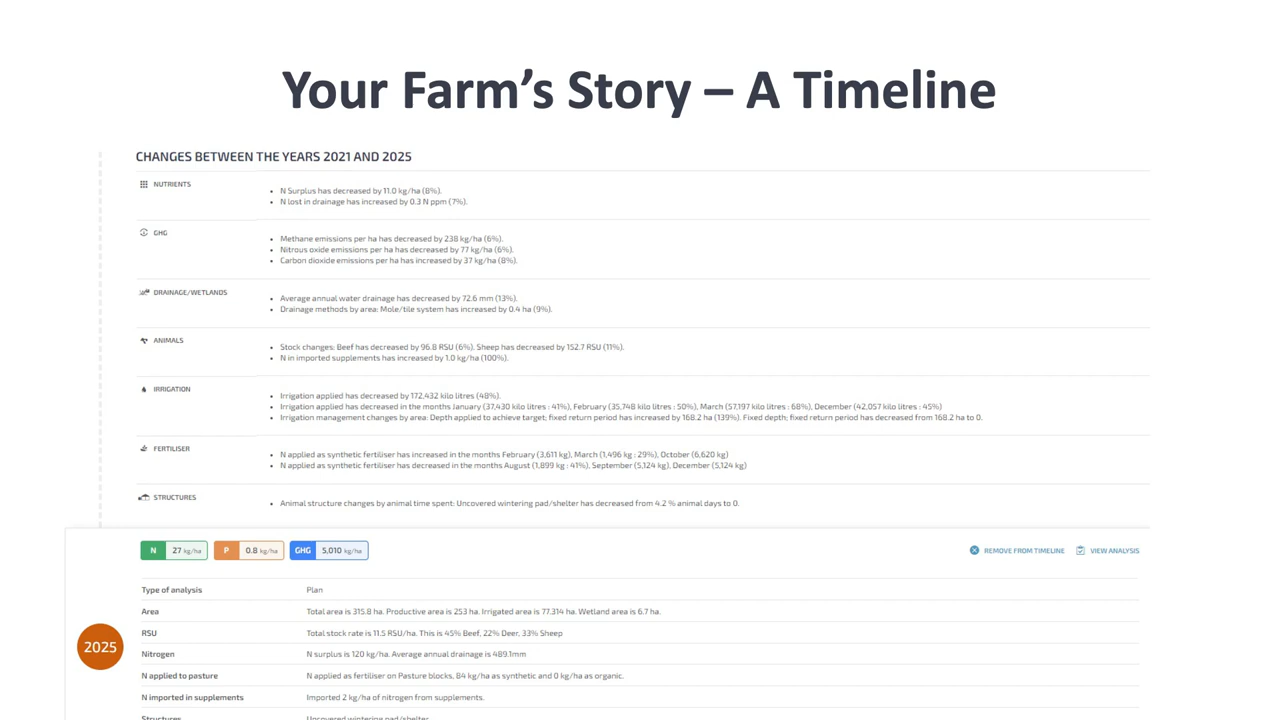 Your Farm's Story – A Timeline
CHANGES BETWEEN THE YEARS 2021 AND 2025
NUTRIENTS
• N Surplus has decreased by 11.0 kg/ha (8%).
• N lost in drainage has increased by 0.3 N ppm (7%).
GHG
• Methane emissions per ha has decreased by 238 kg/ha (6%).
• Nitrous oxide emissions per ha has decreased by 77 kg/ha (6%).
• Carbon dioxide emissions per ha has increased by 37 kg/ha (8%).
DRAINAGE/WETLANDS
• Average annual water drainage has decreased by 72.6 mm (13%).
• Drainage methods by area: Mole/tile system has increased by 0.4 ha (9%).
ANIMALS
• Stock changes: Beef has decreased by 96.8 RSU (6%). Sheep has decreased by 152.7 RSU (11%).
• N in imported supplements has increased by 1.0 kg/ha (100%).
IRRIGATION
• Irrigation applied has decreased by 172,432 kilo litres (48%).
• Irrigation applied has decreased in the months January (37,430 kilo litres : 41%), February (35,748 kilo litres : 50%), March (57,197 kilo litres : 68%), December (42,057 kilo litres : 45%)
• Irrigation management changes by area: Depth applied to achieve target; fixed return period has increased by 168.2 ha (139%). Fixed depth; fixed return period has decreased from 168.2 ha to 0.
FERTILISER
• N applied as synthetic fertiliser has increased in the months February (3,611 kg), March (1,496 kg : 29%), October (6,620 kg)
• N applied as synthetic fertiliser has decreased in the months August (1,899 kg : 41%), September (5,124 kg), December (5,124 kg)
STRUCTURES
• Animal structure changes by animal time spent: Uncovered wintering pad/shelter has decreased from 4.2 % animal days to 0.
N 27 kg/ha P 0.8 kg/ha GHG 5,010 kg/ha REMOVE FROM TIMELINE VIEW ANALYSIS
Type of analysis Plan
Area Total area is 315.8 ha. Productive area is 253 ha. Irrigated area is 77.314 ha. Wetland area is 6.7 ha.
RSU Total stock rate is 11.5 RSU/ha. This is 45% Beef, 22% Deer, 33% Sheep
2025
Nitrogen N surplus is 120 kg/ha. Average annual drainage is 489.1mm
N applied to pasture N applied as fertiliser on Pasture blocks, 84 kg/ha as synthetic and 0 kg/ha as organic.
N imported in supplements Imported 2 kg/ha of nitrogen from supplements.
Structures Uncovered wintering pad/shelter